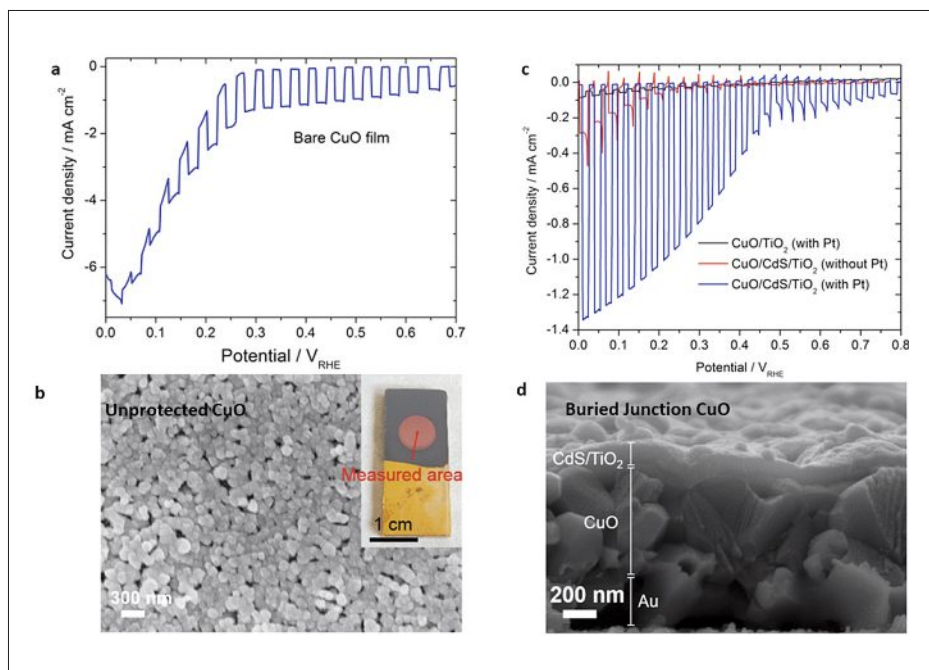 a
0
-2
-4
-6
Current density / mA cm⁻²
Bare CuO film
0.0 0.1 0.2 0.3 0.4 0.5 0.6 0.7
Potential / V_RHE
c
0.0
-0.2
-0.4
-0.6
-0.8
-1.0
-1.2
-1.4
Current density / mA cm⁻²
CuO/TiO₂ (with Pt)
CuO/CdS/TiO₂ (without Pt)
CuO/CdS/TiO₂ (with Pt)
0.0 0.1 0.2 0.3 0.4 0.5 0.6 0.7 0.8
Potential / V_RHE
b
Unprotected CuO
Measured area
1 cm
300 nm
d
Buried Junction CuO
CdS/TiO₂
CuO
Au
200 nm